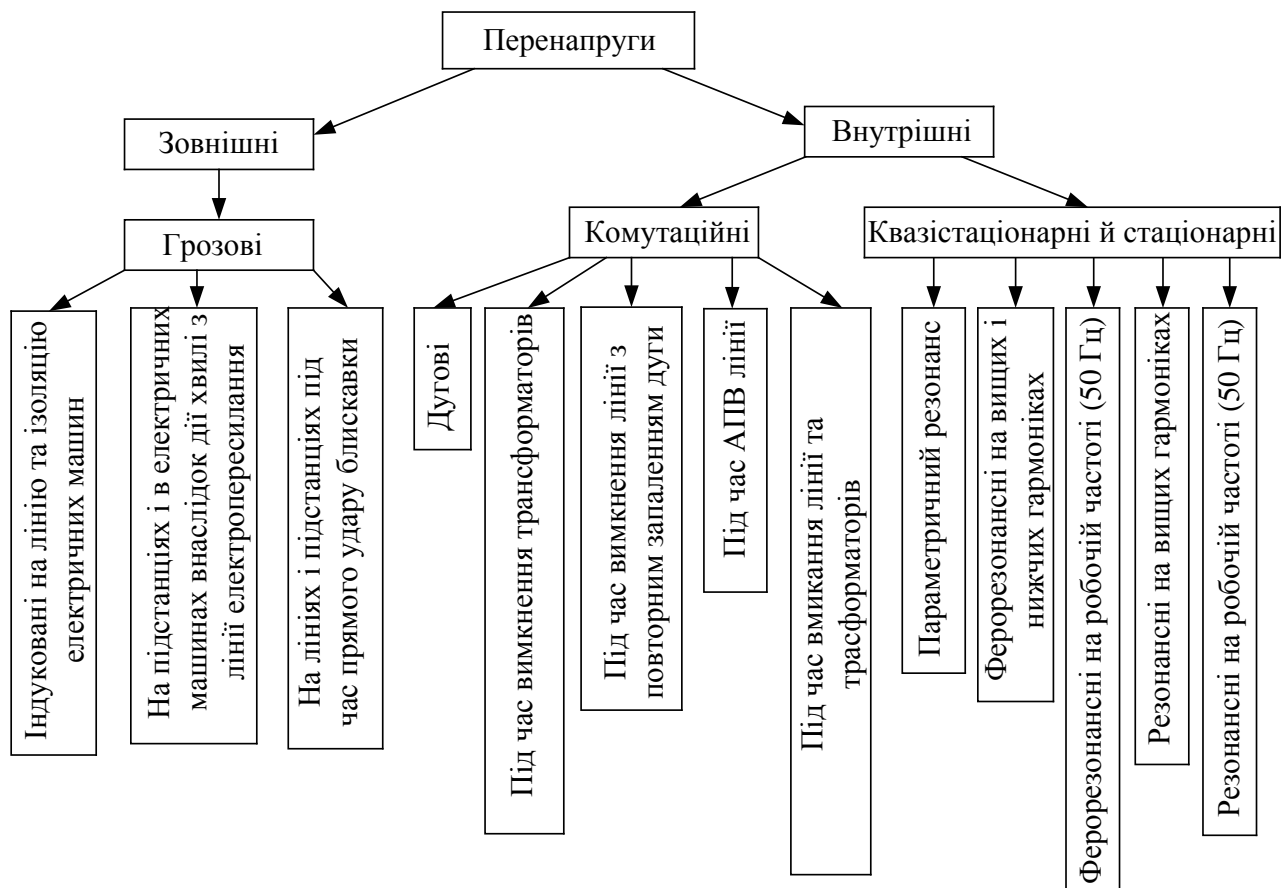 Перенапруги
Зовнішні
Внутрішні
Грозові
Комутаційні
Квазістаціонарні й стаціонарні
Індуковані на лінію та ізоляцію
електричних машин
На підстанціях і в електричних
машинах внаслідок дії хвилі з
лінії електропересилання
На лініях і підстанціях під
час прямого удару блискавки
Дугові
Під час вимкнення трансформаторів
Під час вимкнення лінії з
повторним запаленням дуги
Під час АПВ лінії
Під час вмикання лінії та
трасформаторів
Параметричний резонанс
Ферорезонансні на вищих і
нижчих гармоніках
Ферорезонансні на робочій частоті (50 Гц)
Резонансні на вищих гармоніках
Резонансні на робочій частоті (50 Гц)